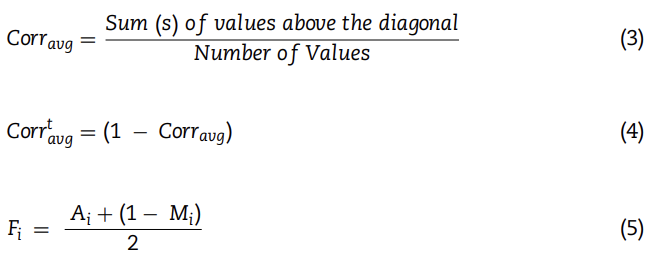 Corr_avg = Sum (s) of values above the diagonal / Number of Values (3)
Corr^t_avg = (1 − Corr_avg) (4)
F_i = A_i + (1 − M_i) / 2 (5)